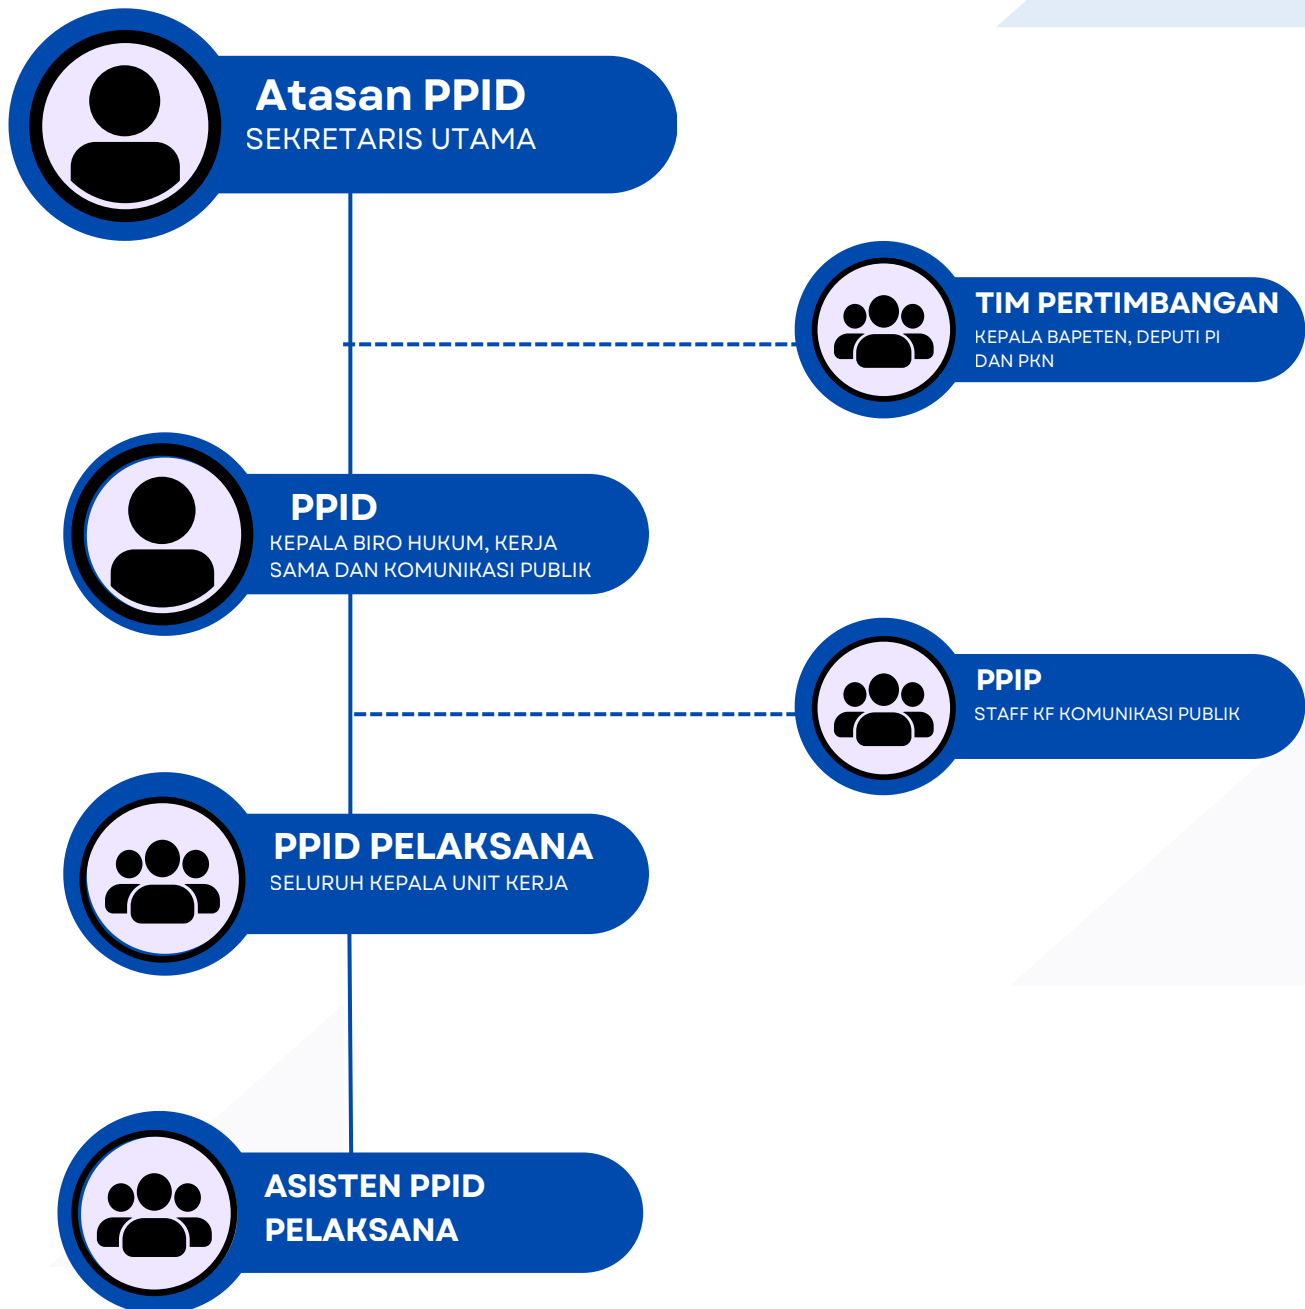 Atasan PPID
SEKRETARIS UTAMA
TIM PERTIMBANGAN
KEPALA BAPETEN, DEPUTI PI
DAN PKN
PPID
KEPALA BIRO HUKUM, KERJA
SAMA DAN KOMUNIKASI PUBLIK
PPIP
STAFF KF KOMUNIKASI PUBLIK
PPID PELAKSANA
SELURUH KEPALA UNIT KERJA
ASISTEN PPID
PELAKSANA